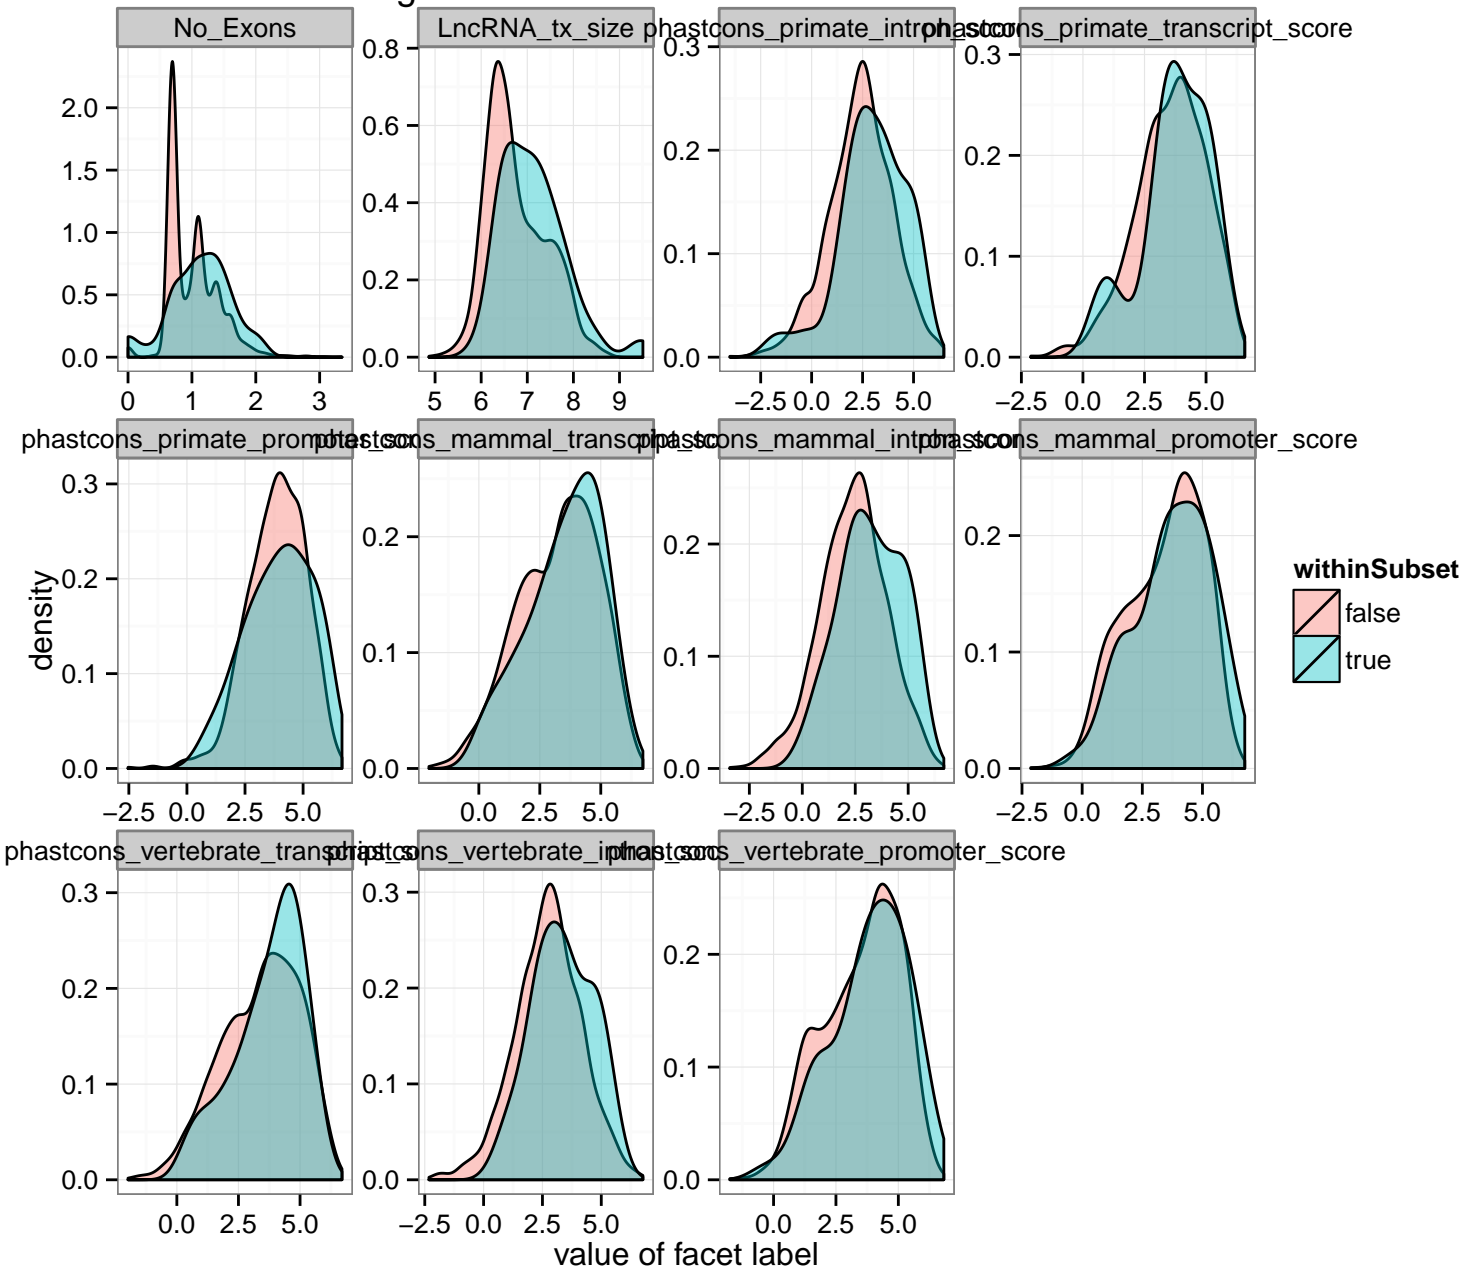 No_Exons
LncRNA_tx_size
phastcons_primate_intron_score
phastcons_primate_transcript_score
2.0
1.5
1.0
0.5
0.0
0.8
0.6
0.4
0.2
0.0
0.3
0.2
0.1
0.0
0.3
0.2
0.1
0.0
0 1 2 3
5 6 7 8 9
−2.5 0.0 2.5 5.0
−2.5 0.0 2.5 5.0
phastcons_primate_promoter_score
phastcons_mammal_transcript_score
phastcons_mammal_intron_score
phastcons_mammal_promoter_score
density
0.3
0.2
0.1
0.0
0.2
0.1
0.0
0.2
0.1
0.0
0.2
0.1
0.0
−2.5 0.0 2.5 5.0
0.0 2.5 5.0
−2.5 0.0 2.5 5.0
−2.5 0.0 2.5 5.0
withinSubset
false
true
phastcons_vertebrate_transcript_score
phastcons_vertebrate_intron_score
phastcons_vertebrate_promoter_score
0.3
0.2
0.1
0.0
0.3
0.2
0.1
0.0
0.2
0.1
0.0
0.0 2.5 5.0
−2.5 0.0 2.5 5.0
0.0 2.5 5.0
value of facet label